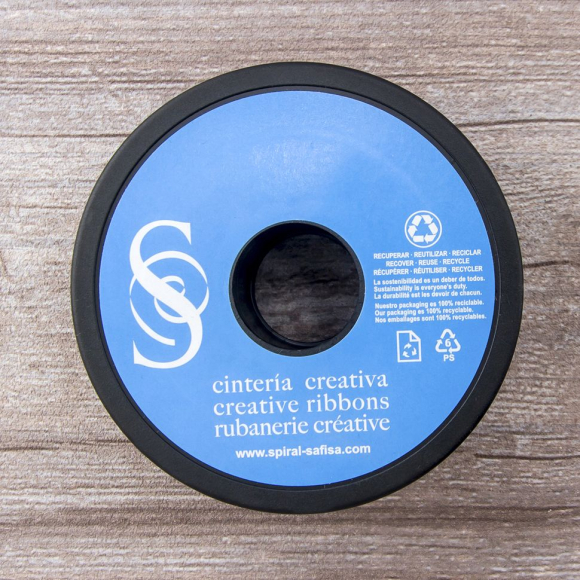 S
RECUPERAR · REUTILIZAR · RECICLAR
RECOVER · REUSE · RECYCLE
RÉCUPÉRER · RÉUTILISER · RECYCLER
La sostenibilidad es un deber de todos.
Sustainability is everyone's duty.
La durabilité est les devoir de chacun.
Nuestro packaging es 100% reciclable.
Our packaging es 100% recyclable.
Nos emballages sont 100% recyclables.
6
PS
cintería creativa
creative ribbons
rubanerie créative
www.spiral-safisa.com